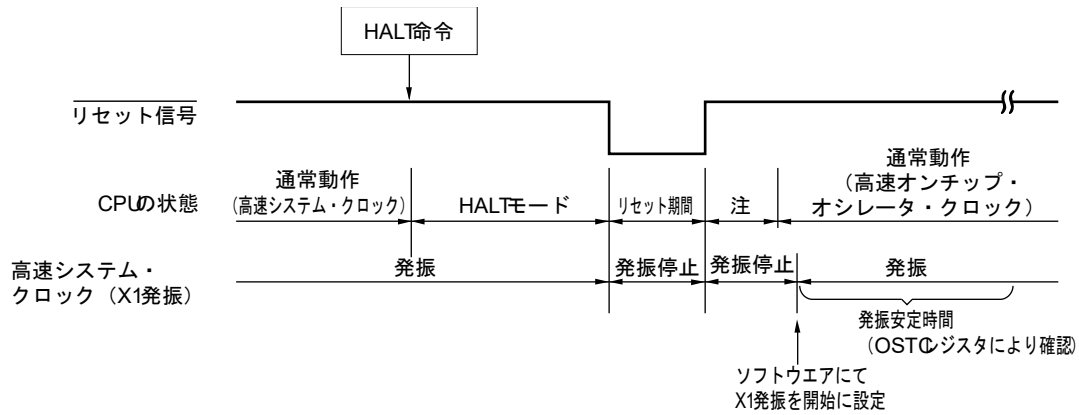 HALT命令
リセット信号
通常動作
(高速システム・クロック)
HALTモード
リセット期間
注
通常動作
(高速オンチップ・
オシレータ・クロック)
CPUの状態
高速システム・
クロック（X1発振）
発振
発振停止
発振停止
発振
発振安定時間
（OSTCレジスタにより確認)
ソフトウエアにて
X1発振を開始に設定